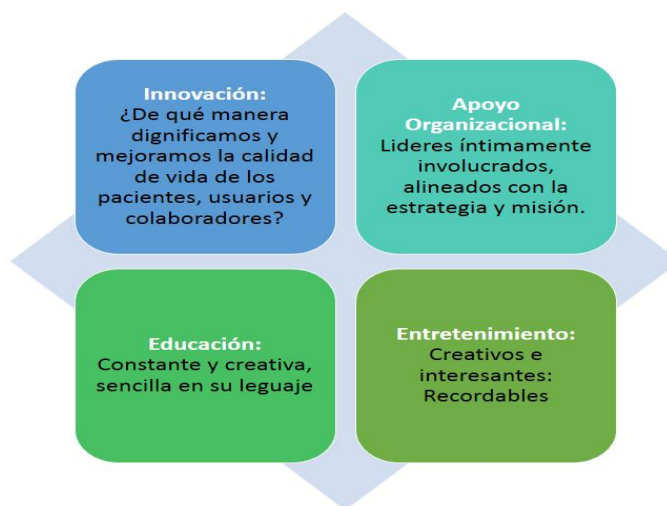 Innovación:
¿De qué manera
dignificamos y
mejoramos la calidad
de vida de los
pacientes, usuarios y
colaboradores?
Apoyo
Organizacional:
Lideres íntimamente
involucrados,
alineados con la
estrategia y misión.
Educación:
Constante y creativa,
sencilla en su leguaje
Entretenimiento:
Creativos e
interesantes:
Recordables